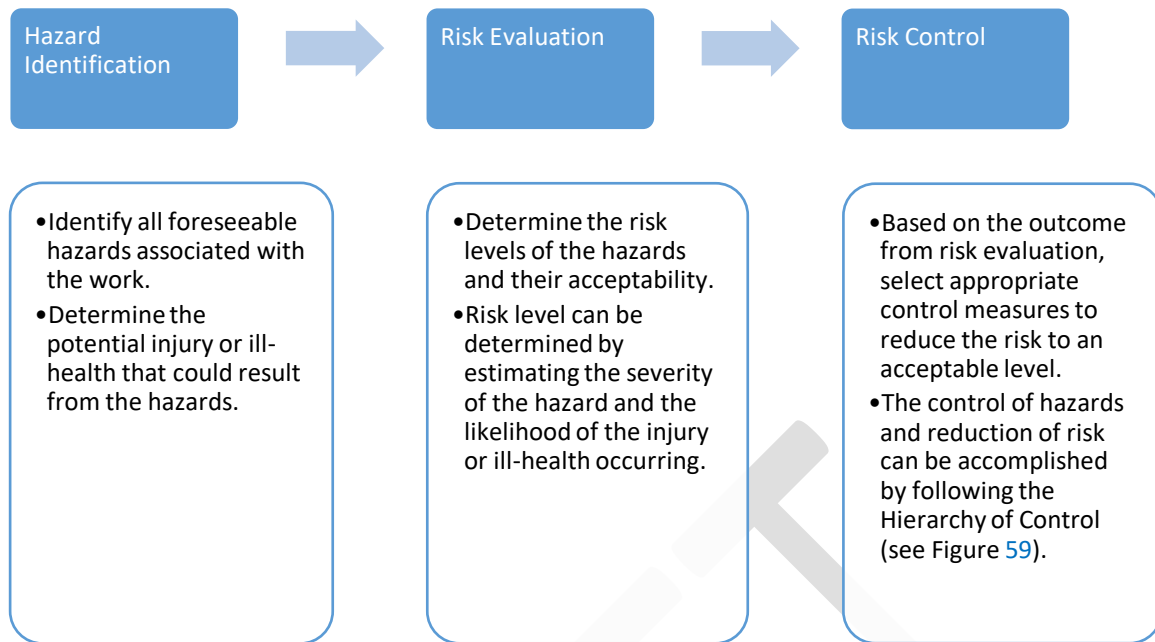 Hazard
Identification
Risk Evaluation
Risk Control
•Identify all foreseeable
hazards associated with
the work.
•Determine the
potential injury or ill-
health that could result
from the hazards.
•Determine the risk
levels of the hazards
and their acceptability.
•Risk level can be
determined by
estimating the severity
of the hazard and the
likelihood of the injury
or ill-health occurring.
•Based on the outcome
from risk evaluation,
select appropriate
control measures to
reduce the risk to an
acceptable level.
•The control of hazards
and reduction of risk
can be accomplished
by following the
Hierarchy of Control
(see Figure 59).